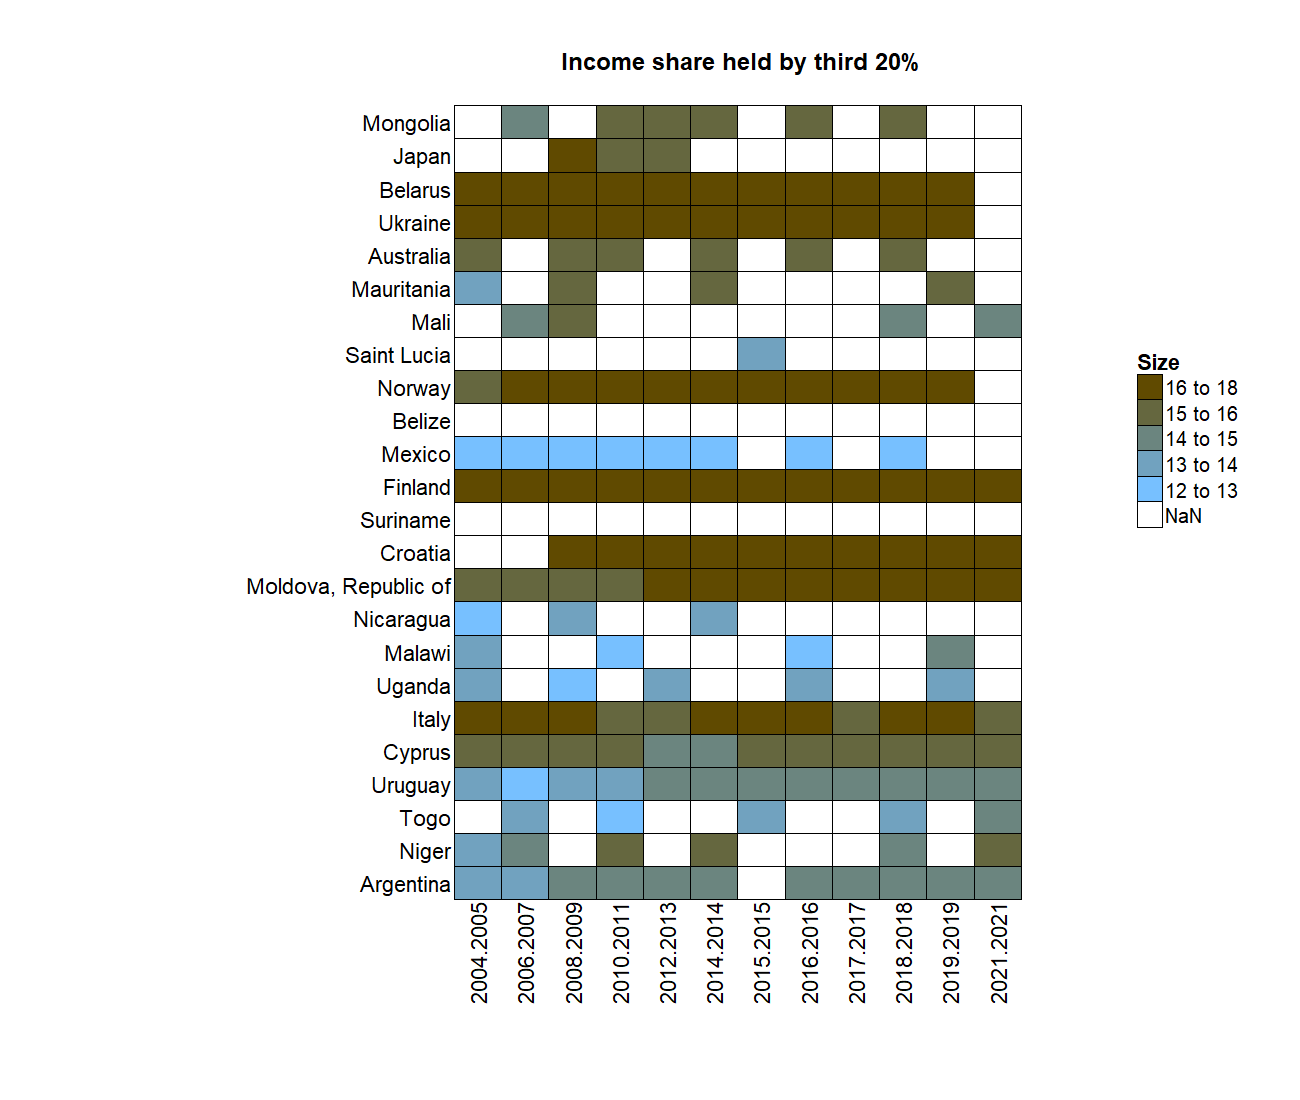 Income share held by third 20%
Mongolia
Japan
Belarus
Ukraine
Australia
Mauritania
Mali
Saint Lucia
Norway
Belize
Mexico
Finland
Suriname
Croatia
Moldova, Republic of
Nicaragua
Malawi
Uganda
Italy
Cyprus
Uruguay
Togo
Niger
Argentina
2004.2005
2006.2007
2008.2009
2010.2011
2012.2013
2014.2014
2015.2015
2016.2016
2017.2017
2018.2018
2019.2019
2021.2021
Size
16 to 18
15 to 16
14 to 15
13 to 14
12 to 13
NaN